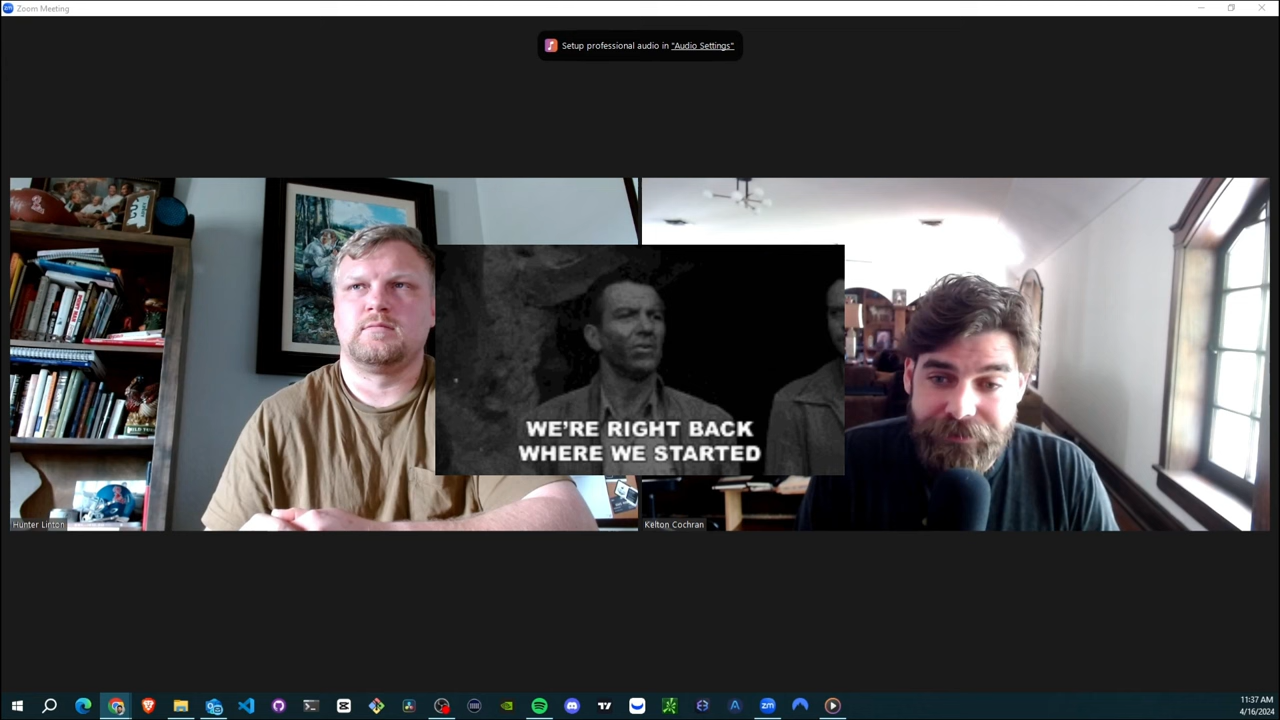 Zoom Meeting
Setup professional audio in "Audio Settings"
WE'RE RIGHT BACK
WHERE WE STARTED
Hunter Linton
Kelton Cochran
11:37 AM
4/16/2024